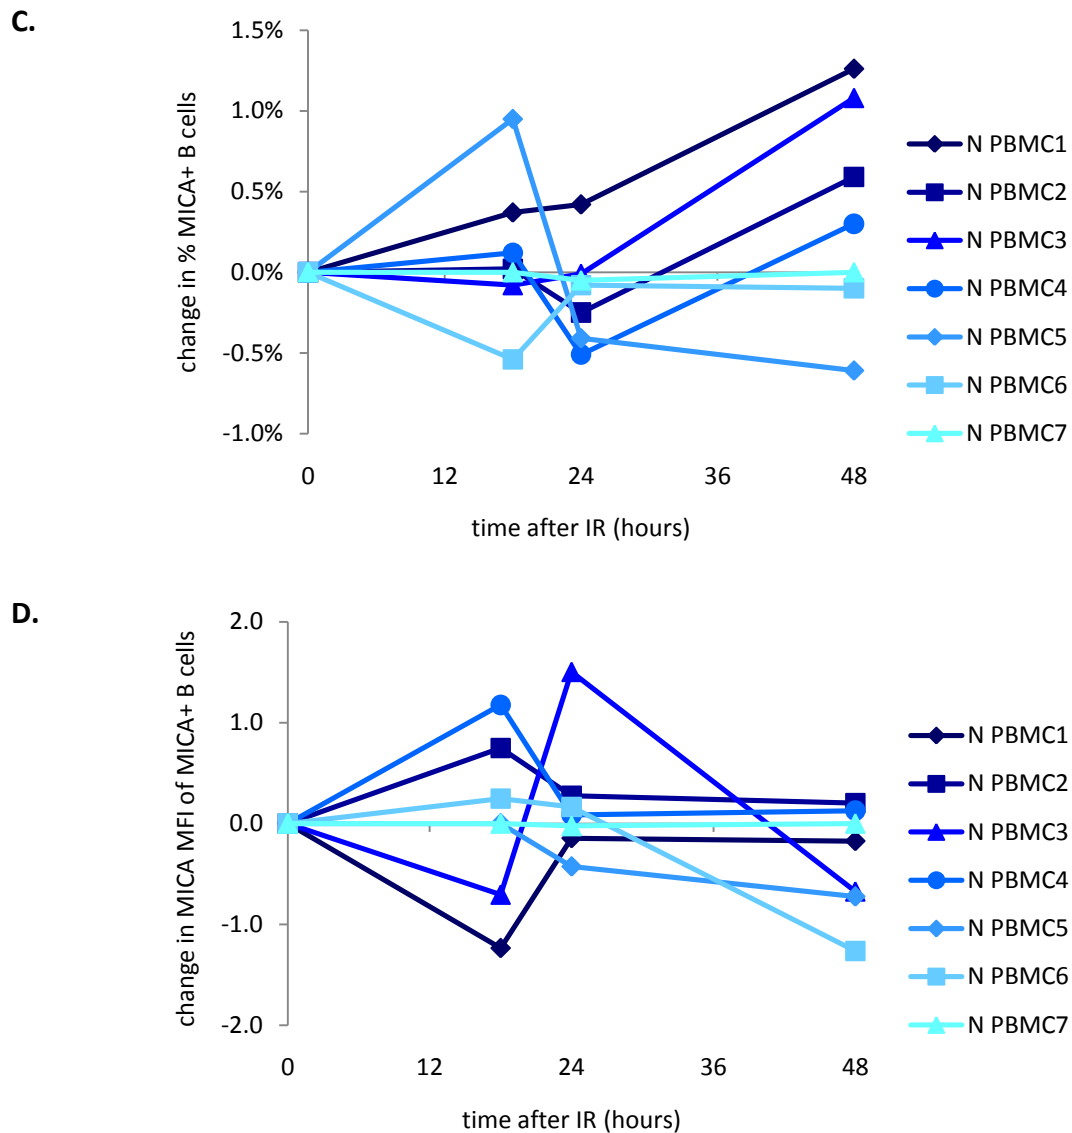 C.
1.5%
1.0%
0.5%
0.0%
-0.5%
-1.0%
change in % MICA+ B cells
0 12 24 36 48
time after IR (hours)
N PBMC1
N PBMC2
N PBMC3
N PBMC4
N PBMC5
N PBMC6
N PBMC7
D.
2.0
1.0
0.0
-1.0
-2.0
change in MICA MFI of MICA+ B cells
0 12 24 36 48
time after IR (hours)
N PBMC1
N PBMC2
N PBMC3
N PBMC4
N PBMC5
N PBMC6
N PBMC7